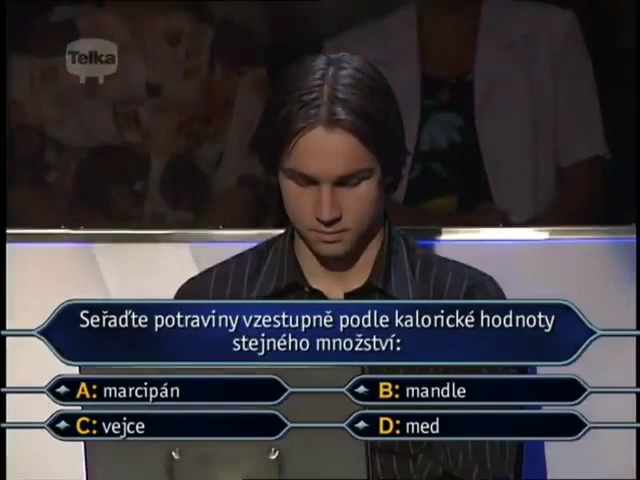 Telka
Seřaďte potraviny vzestupně podle kalorické hodnoty
stejného množství:
A: marcipán
B: mandle
C: vejce
D: med